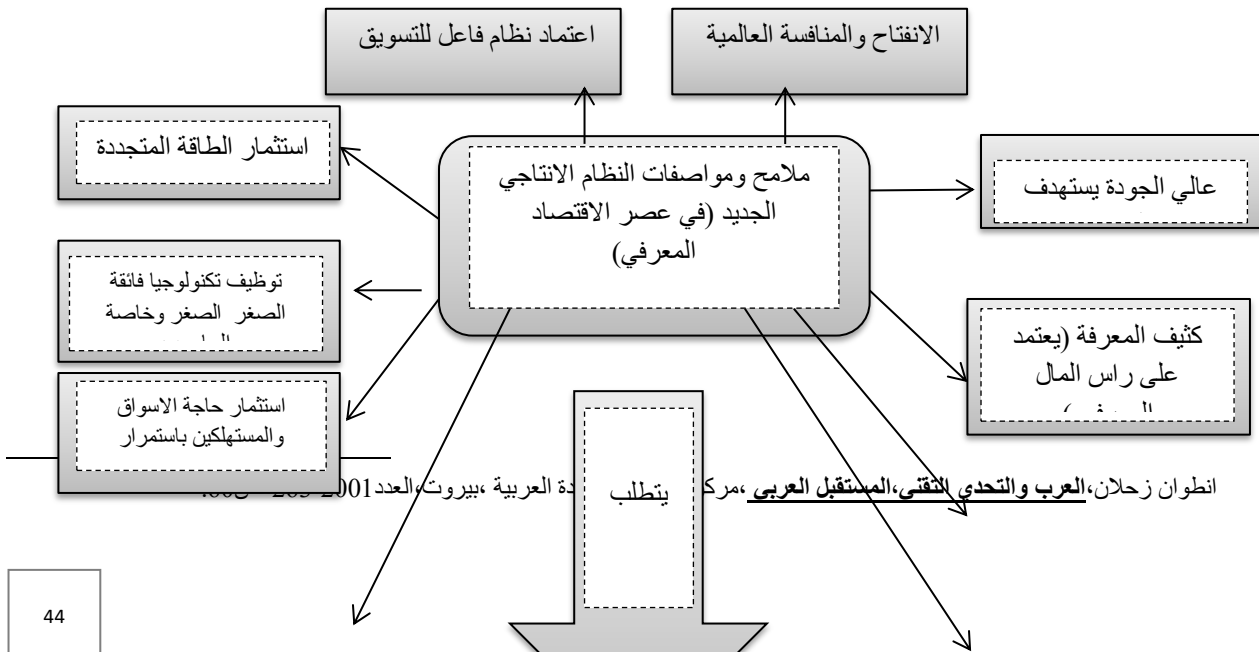 الانفتاح والمنافسة العالمية
اعتماد نظام فاعل للتسويق
استثمار الطاقة المتجددة
ملامح ومواصفات النظام الانتاجي
الجديد (في عصر الاقتصاد
المعرفي)
عالي الجودة يستهدف
توظيف تكنولوجيا فائقة
الصغر الصغر وخاصة
كثيف المعرفة (يعتمد
على راس المال
استثمار حاجة الاسواق
والمستهلكين باستمرار
يتطلب
انطوان زحلان،العرب والتحدي التقني،المستقبل العربي ،مركز العربية ،بيروت،العدد
44